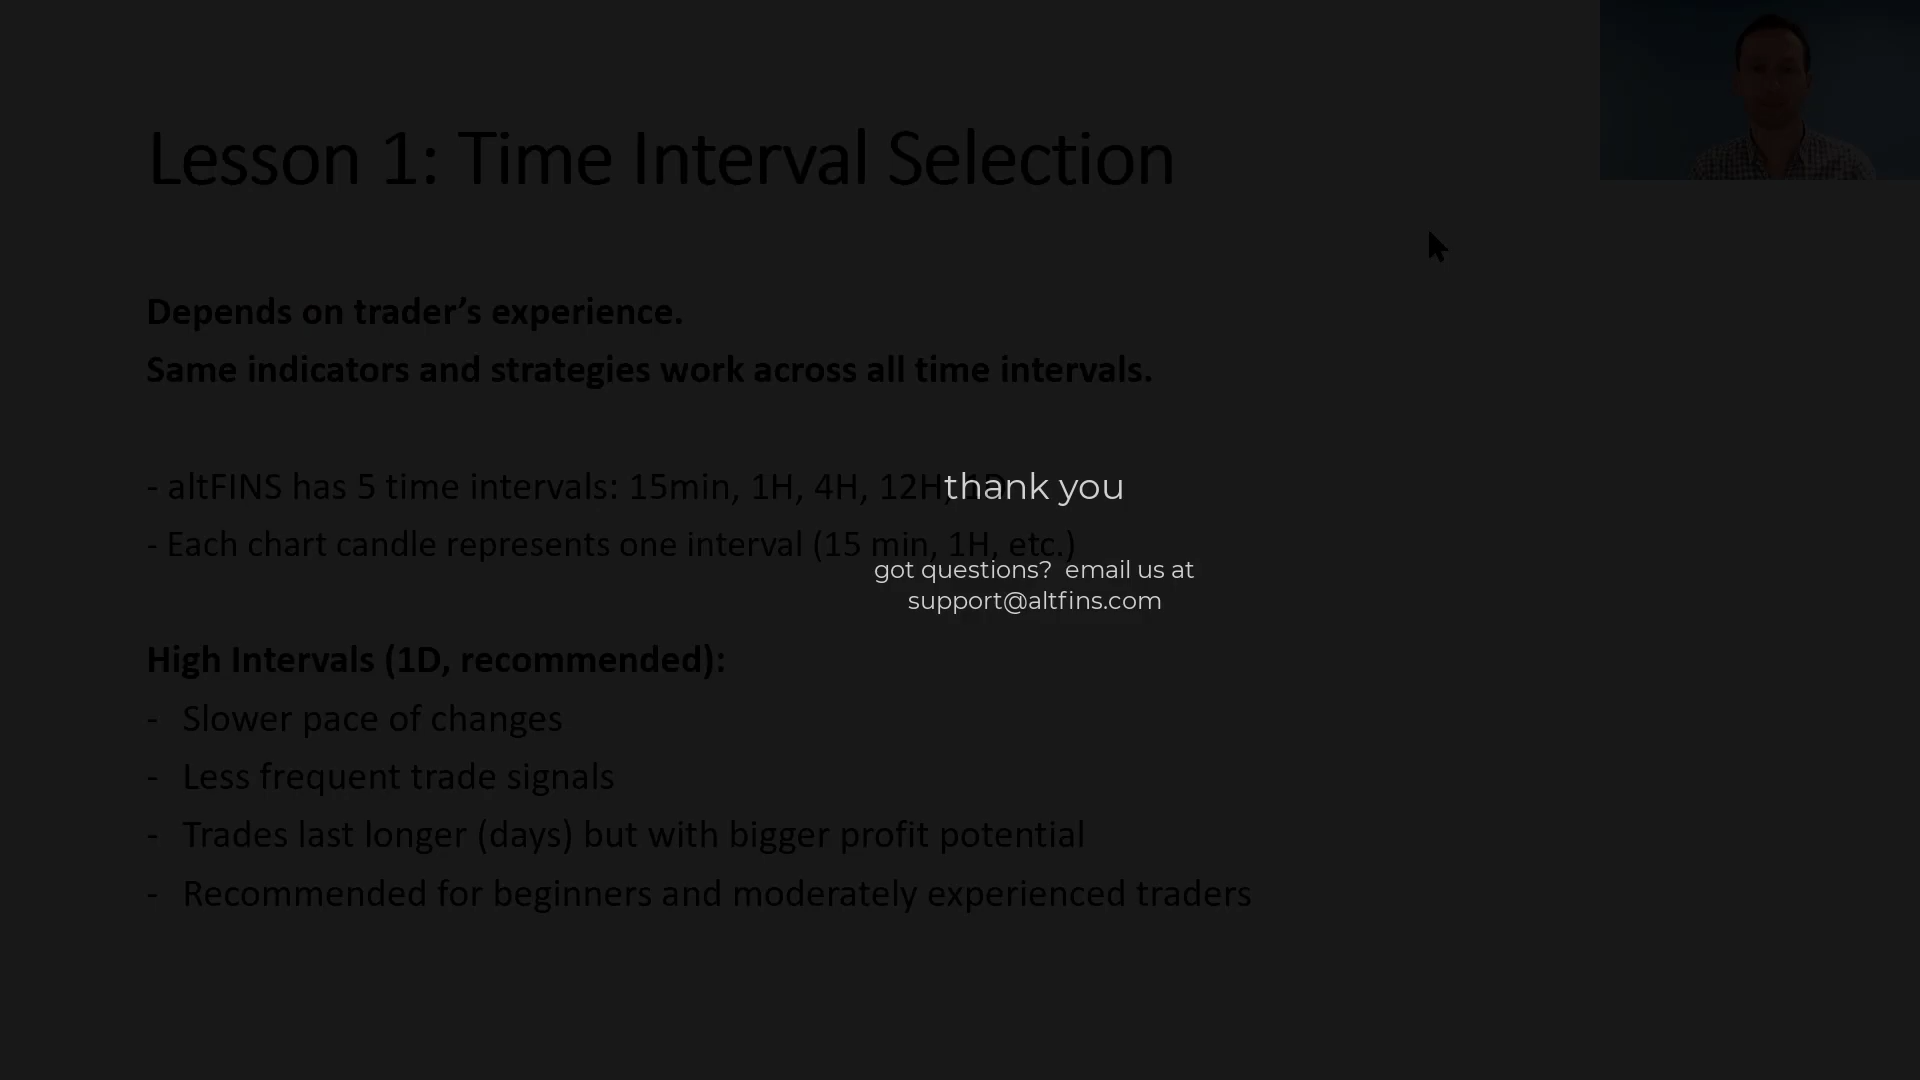 Lesson 1: Time Interval Selection
Depends on trader’s experience.
Same indicators and strategies work across all time intervals.
- altFINS has 5 time intervals: 15min, 1H, 4H, 12H, 1D
thank you
- Each chart candle represents one interval (15 min, 1H, etc.)
got questions?  email us at
support@altfins.com
High Intervals (1D, recommended):
- Slower pace of changes
- Less frequent trade signals
- Trades last longer (days) but with bigger profit potential
- Recommended for beginners and moderately experienced traders